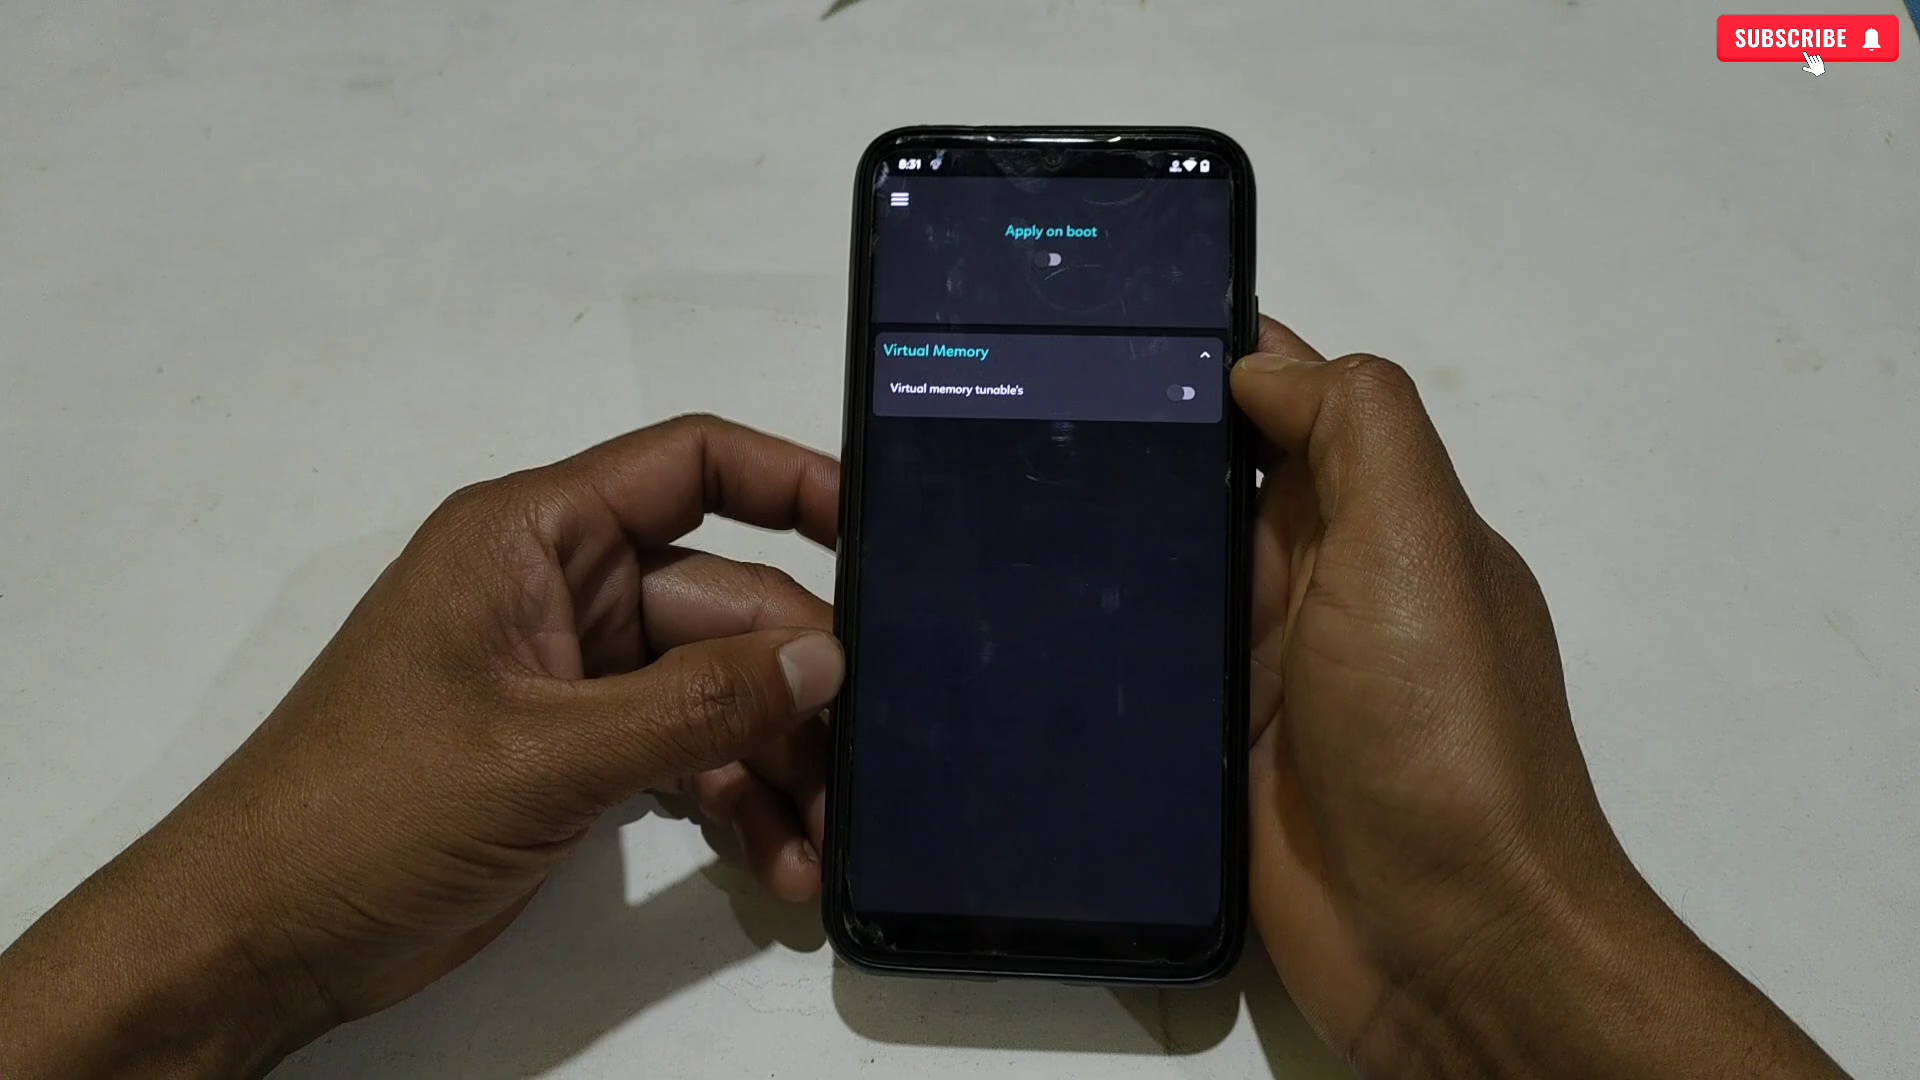 SUBSCRIBE
8:31
Apply on boot
Virtual Memory
Virtual memory tunable's